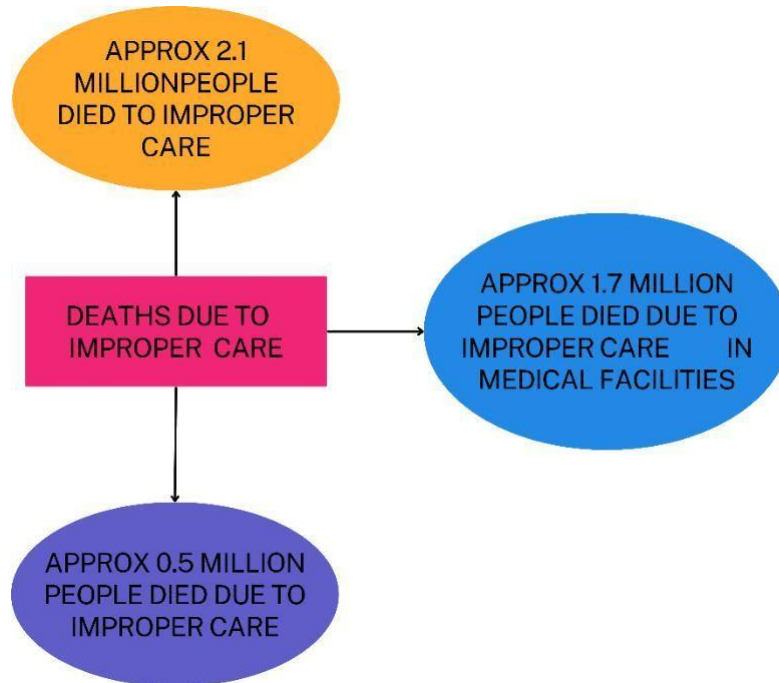 APPROX 2.1
MILLIONPEOPLE
DIED TO IMPROPER
CARE
DEATHS DUE TO
IMPROPER CARE
APPROX 1.7 MILLION
PEOPLE DIED DUE TO
IMPROPER CARE IN
MEDICAL FACILITIES
APPROX 0.5 MILLION
PEOPLE DIED DUE TO
IMPROPER CARE